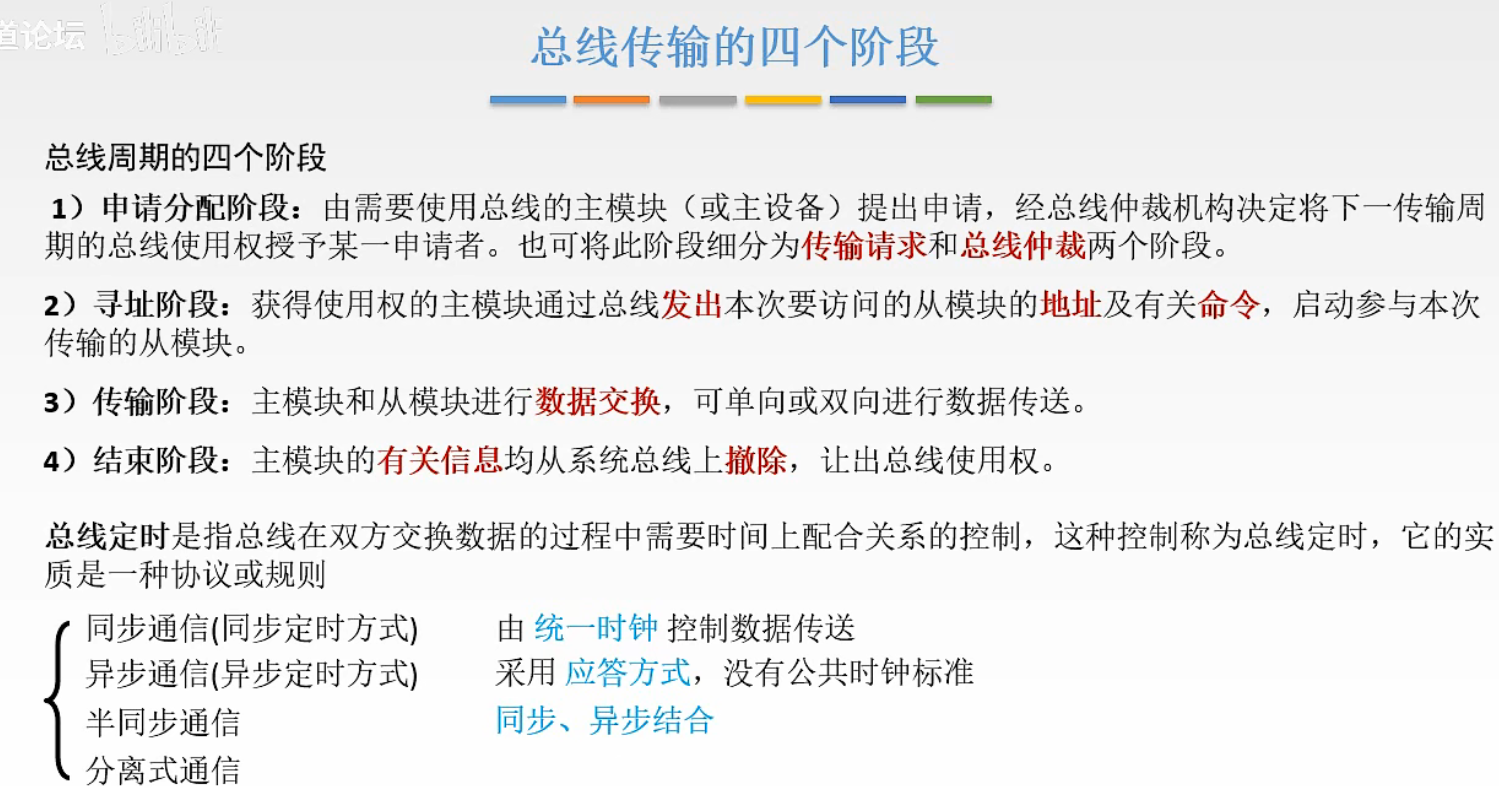 道论坛 bilibili
总线传输的四个阶段
总线周期的四个阶段
1）申请分配阶段：由需要使用总线的主模块（或主设备）提出申请，经总线仲裁机构决定将下一传输周
期的总线使用权授予某一申请者。也可将此阶段细分为传输请求和总线仲裁两个阶段。
2）寻址阶段：获得使用权的主模块通过总线发出本次要访问的从模块的地址及有关命令，启动参与本次
传输的从模块。
3）传输阶段：主模块和从模块进行数据交换，可单向或双向进行数据传送。
4）结束阶段：主模块的有关信息均从系统总线上撤除，让出总线使用权。
总线定时是指总线在双方交换数据的过程中需要时间上配合关系的控制，这种控制称为总线定时，它的实
质是一种协议或规则
同步通信(同步定时方式) 由 统一时钟 控制数据传送
异步通信(异步定时方式) 采用 应答方式，没有公共时钟标准
半同步通信 同步、异步结合
分离式通信